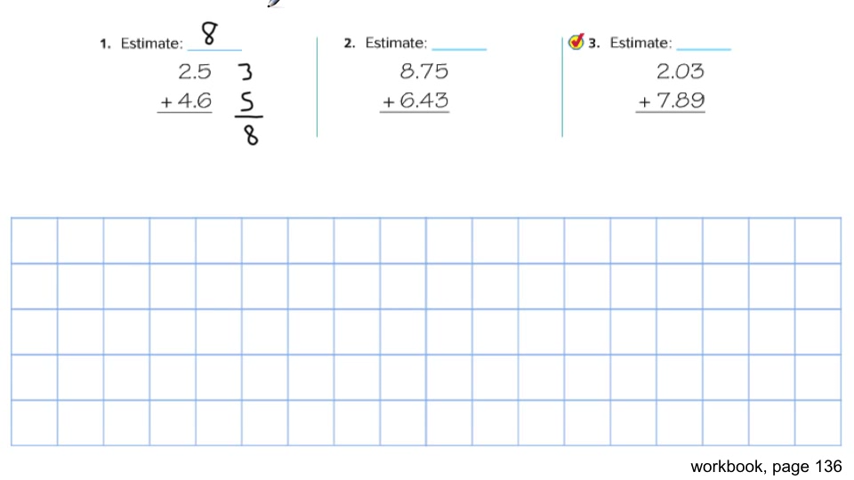 1. Estimate: 8
2.5 3
+ 4.6 5
8
2. Estimate:
8.75
+ 6.43
3. Estimate:
2.03
+ 7.89
workbook, page 136